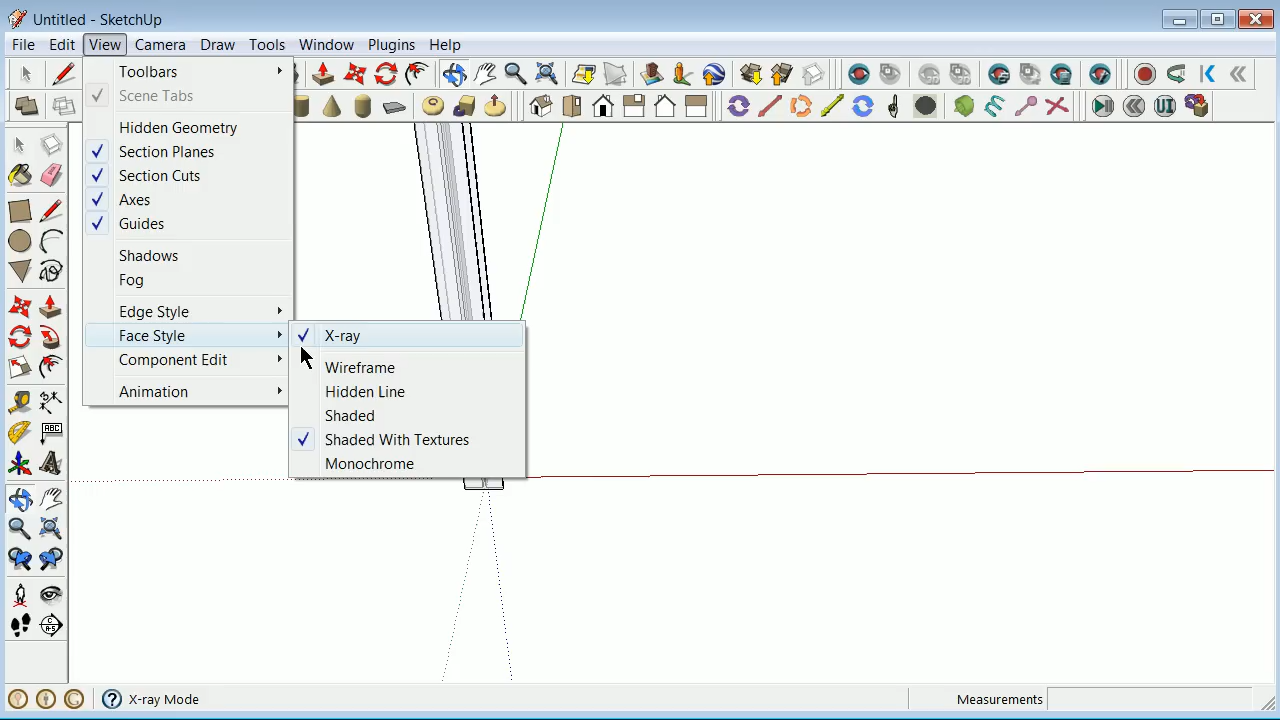 Untitled - SketchUp
File Edit View Camera Draw Tools Window Plugins Help
Toolbars
Scene Tabs
Hidden Geometry
Section Planes
Section Cuts
Axes
Guides
Shadows
Fog
Edge Style
Face Style
Component Edit
Animation
X-ray
Wireframe
Hidden Line
Shaded
Shaded With Textures
Monochrome
UI
ABC
A
X-ray Mode
Measurements